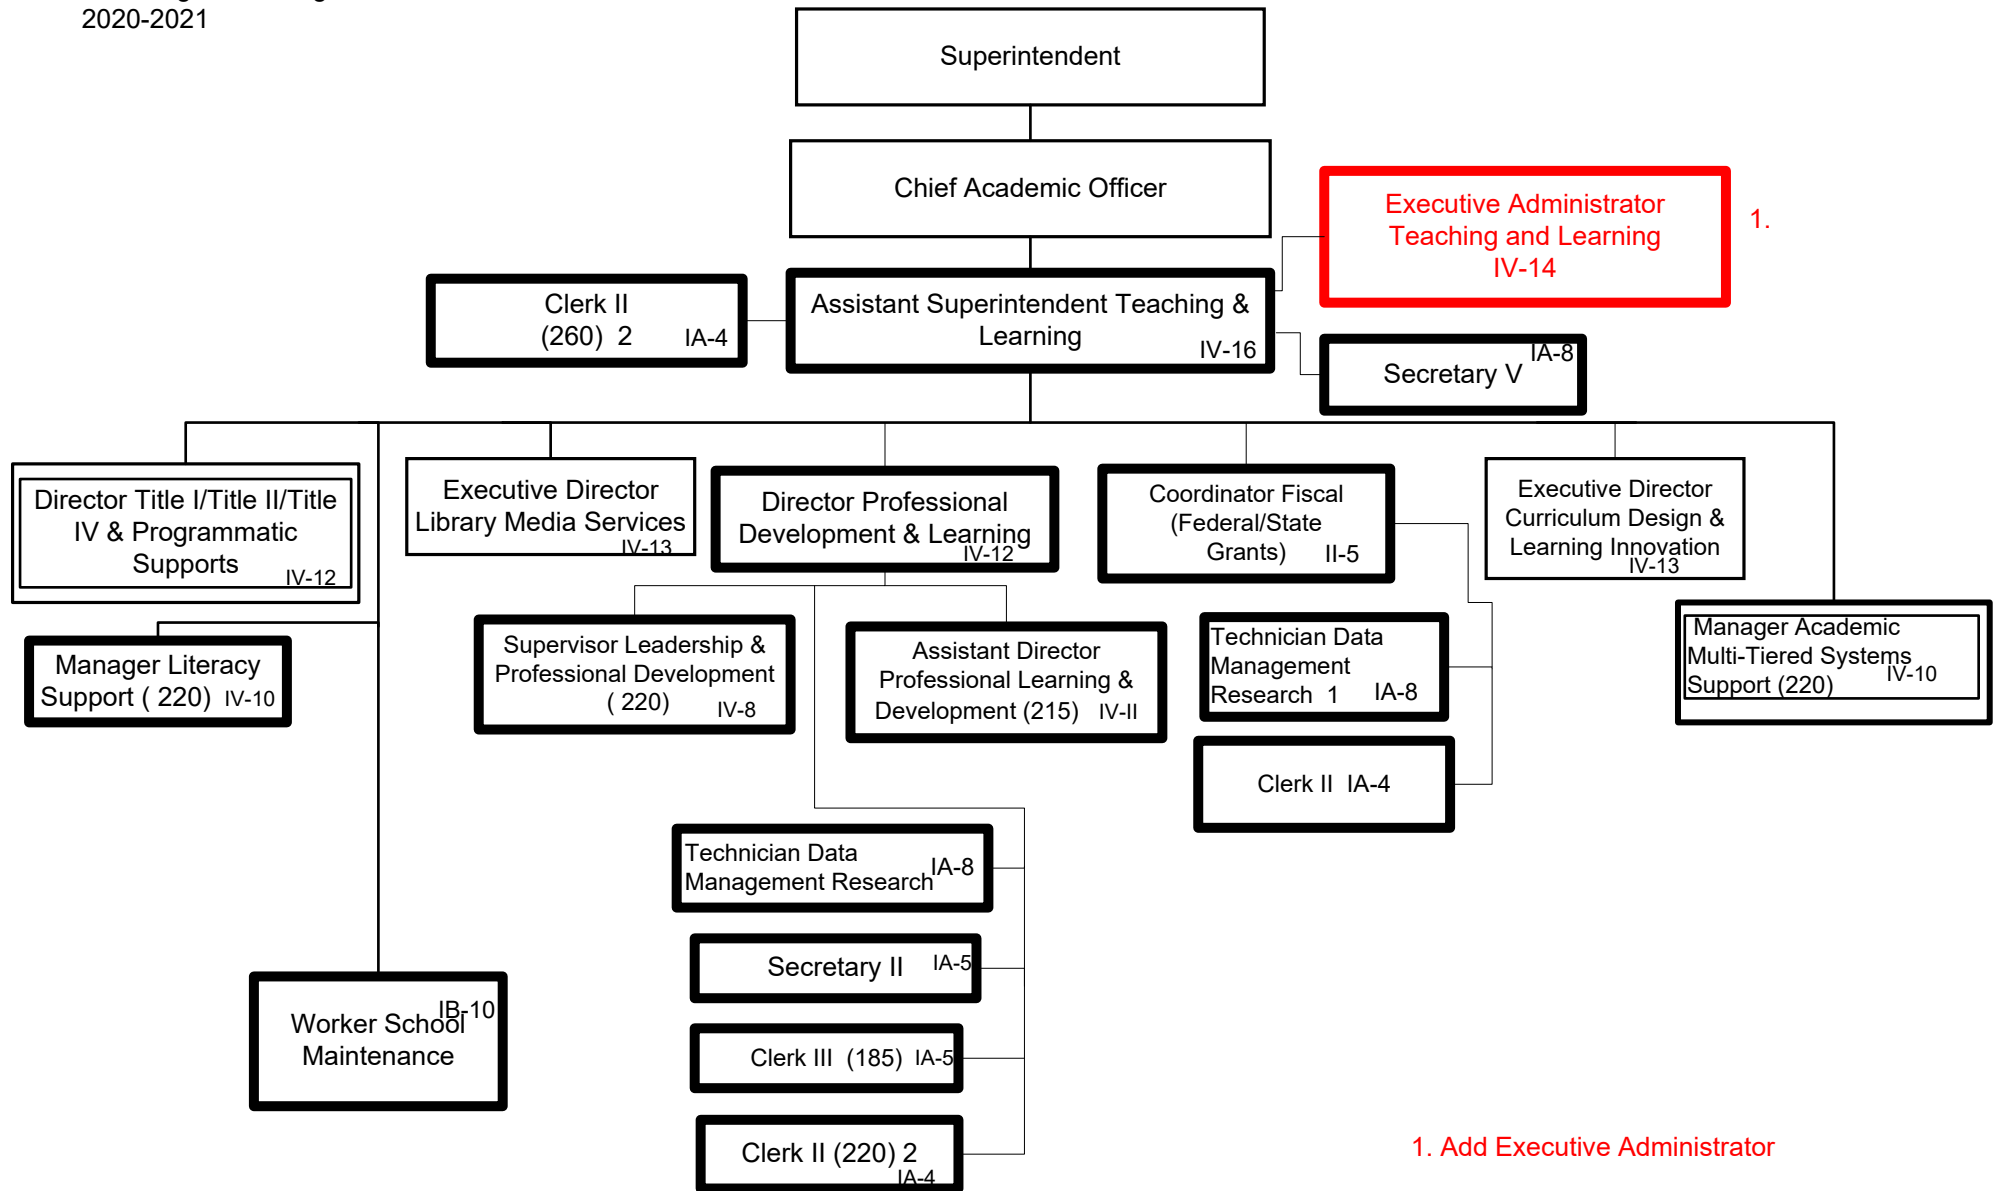 2020-2021
Superintendent
Chief Academic Officer
Executive Administrator
Teaching and Learning
IV-14
1.
Clerk II
(260) 2 IA-4
Assistant Superintendent Teaching &
Learning
IV-16
IA-8
Secretary V
Director Title I/Title II/Title
IV & Programmatic
Supports
IV-12
Executive Director
Library Media Services
IV-13
Director Professional
Development & Learning
IV-12
Coordinator Fiscal
(Federal/State
Grants) II-5
Executive Director
Curriculum Design &
Learning Innovation
IV-13
Manager Literacy
Support ( 220) IV-10
Supervisor Leadership &
Professional Development
( 220) IV-8
Assistant Director
Professional Learning &
Development (215) IV-II
Technician Data
Management
Research 1 IA-8
Manager Academic
Multi-Tiered Systems
Support (220) IV-10
Clerk II IA-4
Technician Data
Management Research IA-8
Secretary II IA-5
IB-10
Worker School
Maintenance
Clerk III (185) IA-5
Clerk II (220) 2
IA-4
1. Add Executive Administrator